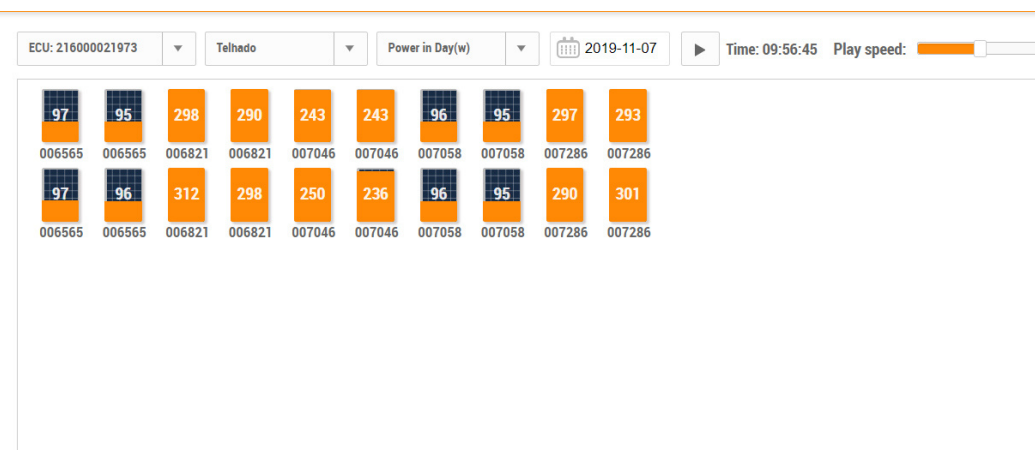 ECU: 216000021973 Telhado Power in Day(w) 2019-11-07 Time: 09:56:45 Play speed:
97 95 298 290 243 243 96 95 297 293
006565 006565 006821 006821 007046 007046 007058 007058 007286 007286
97 96 312 298 250 236 96 95 290 301
006565 006565 006821 006821 007046 007046 007058 007058 007286 007286